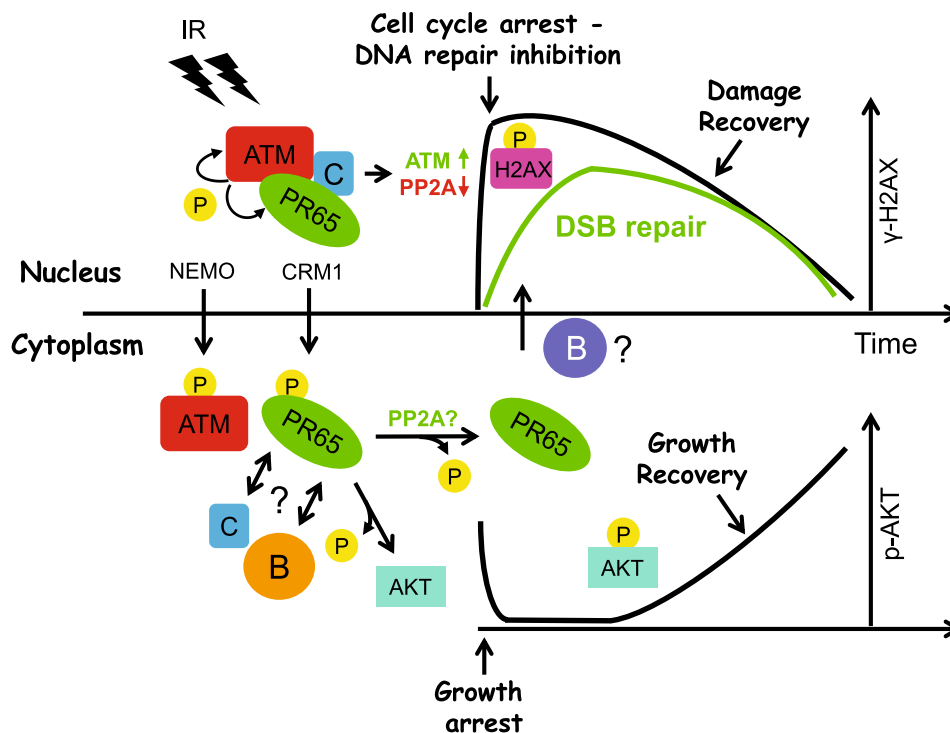 IR
Cell cycle arrest -
DNA repair inhibition
ATM
C
PR65
P
ATM
PP2A
P
H2AX
Damage
Recovery
DSB repair
γ-H2AX
Nucleus
NEMO
CRM1
Cytoplasm
B ?
Time
P
ATM
P
PR65
PP2A?
P
PR65
?
C
B
P
AKT
Growth
Recovery
P
AKT
p-AKT
Growth
arrest